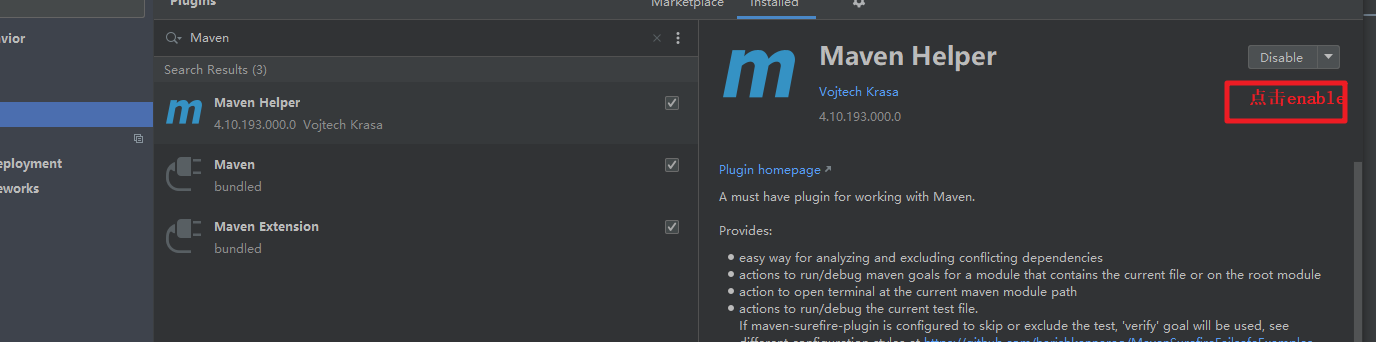 Plugins
Marketplace
Installed
avior
Maven
Search Results (3)
Maven Helper
4.10.193.000.0 Vojtech Krasa
Maven
bundled
Maven Extension
bundled
eployment
eworks
Maven Helper
Disable
Vojtech Krasa
点击enable
4.10.193.000.0
Plugin homepage
A must have plugin for working with Maven.
Provides:
easy way for analyzing and excluding conflicting dependencies
actions to run/debug maven goals for a module that contains the current file or on the root module
action to open terminal at the current maven module path
actions to run/debug the current test file.
If maven-surefire-plugin is configured to skip or exclude the test, 'verify' goal will be used, see
different configuration styles at